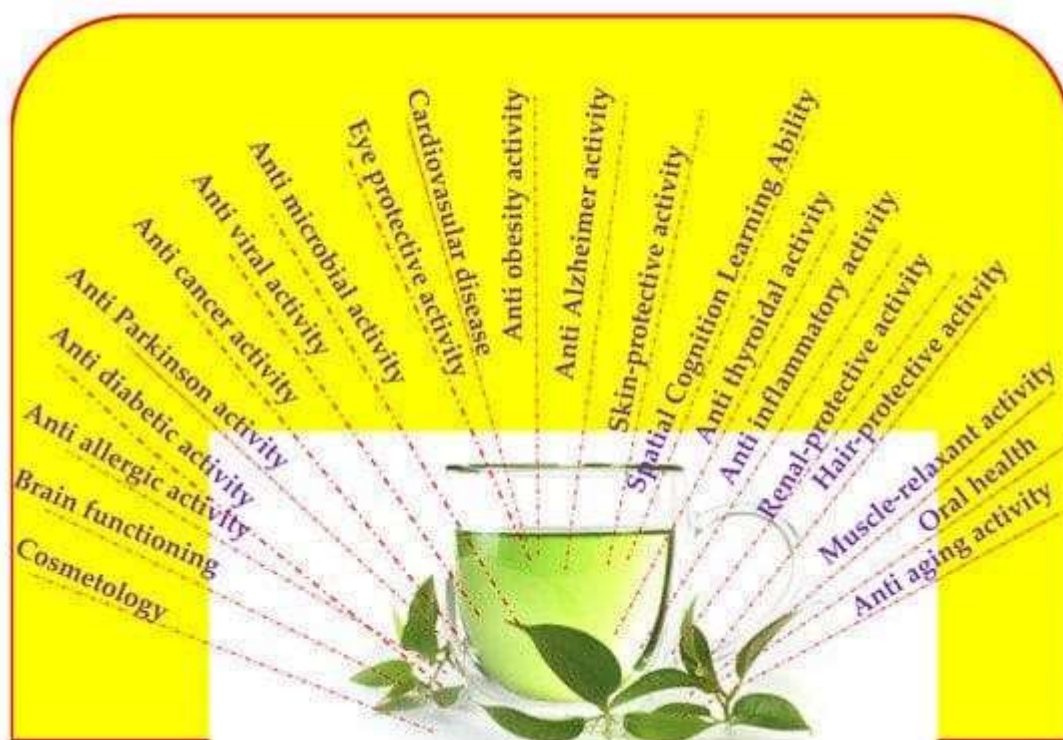 Cosmetology
Brain functioning
Anti allergic activity
Anti diabetic activity
Anti Parkinson activity
Anti cancer activity
Anti viral activity
Anti microbial activity
Eye protective activity
Cardiovasular disease
Anti obesity activity
Anti Alzheimer activity
Skin-protective activity
Spatial Cognition Learning Ability
Anti thyroidal activity
Anti inflammatory activity
Renal-protective activity
Hair-protective activity
Muscle-relaxant activity
Oral health
Anti aging activity